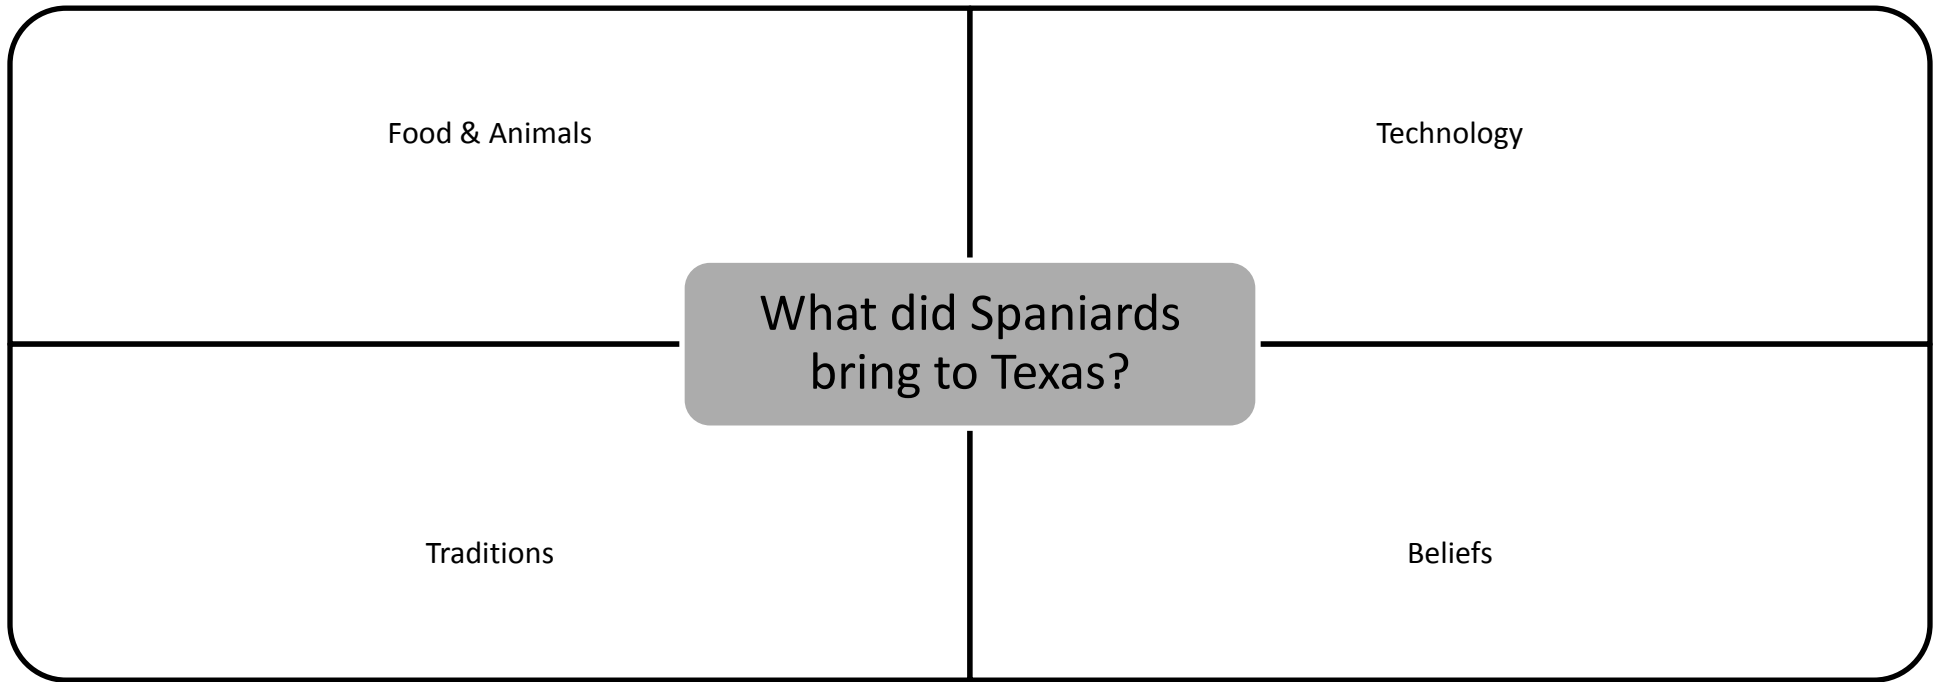 Food & Animals
Technology
What did Spaniards
bring to Texas?
Traditions
Beliefs